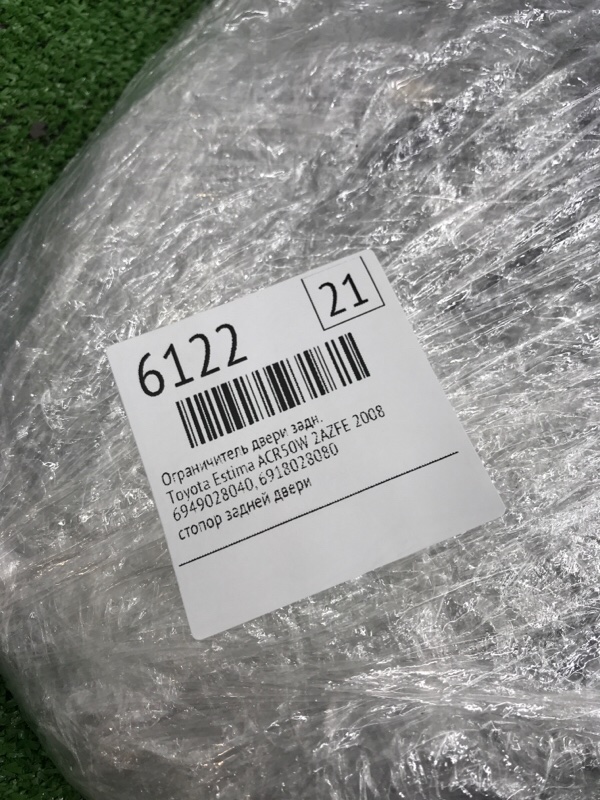 21
6122
Ограничитель двери задн.
Toyota Estima ACR50W 2AZFE 2008
6949028040, 6918028080
стопор задней двери